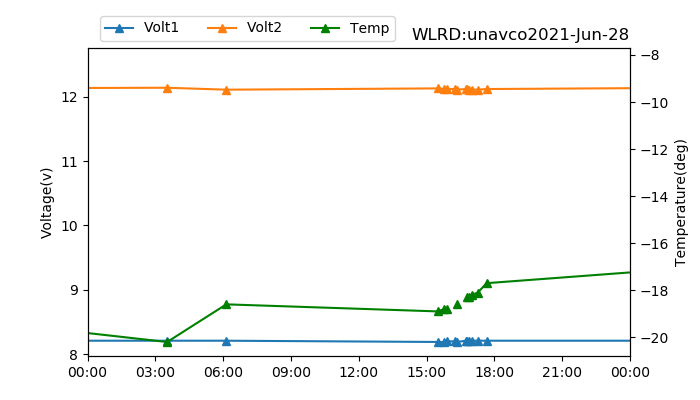 Volt1 Volt2 Temp
WLRD:unavco2021-Jun-28
12
11
10
9
8
Voltage(v)
−8
−10
−12
−14
−16
−18
−20
Temperature(deg)
00:00 03:00 06:00 09:00 12:00 15:00 18:00 21:00 00:00